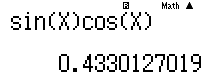 R Math ▲
sin(X)cos(X)
0.4330127019